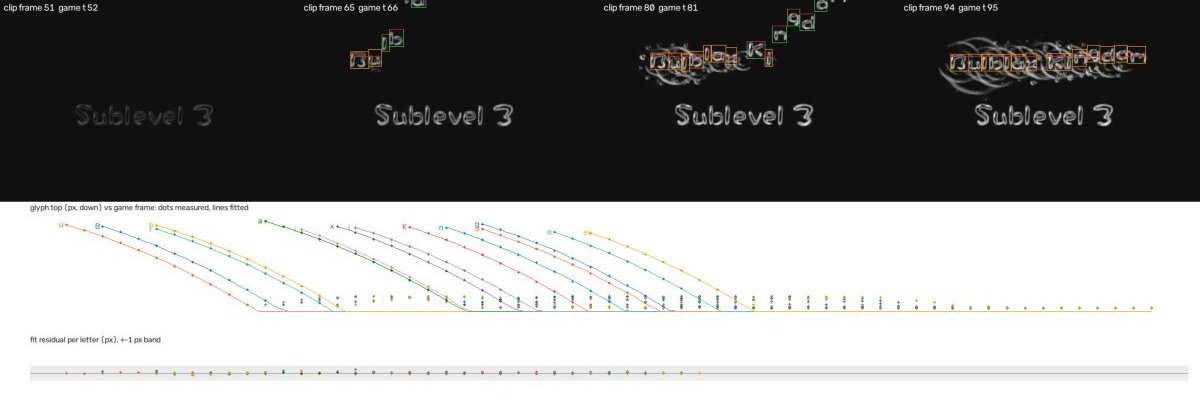 clip frame 51 game t 52
clip frame 65 game t 66
clip frame 80 game t 81
clip frame 94 game t 95
B u l b
B u l b l a x K i n g d o
B u l b l a x K i n g d o m
Sublevel 3
Sublevel 3
Sublevel 3
Sublevel 3
glyph top (px, down) vs game frame: dots measured, lines fitted
u B b a x K n g d o m
fit residual per letter (px), +-1 px band